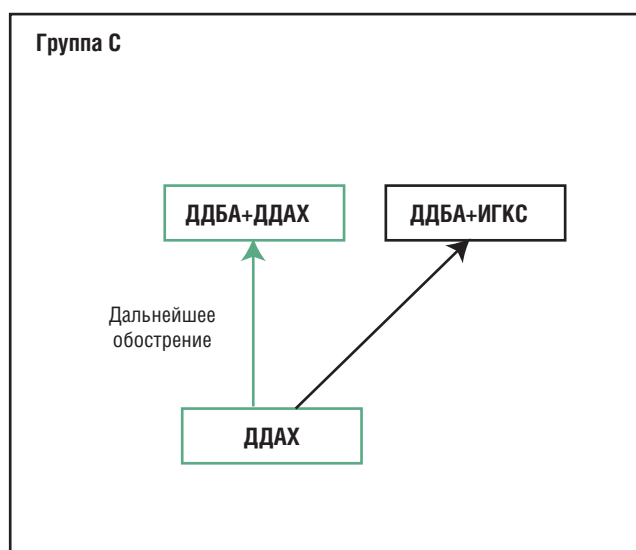 Группа C
ДДБА+ДДАХ
ДДБА+ИГКС
Дальнейшее
обострение
ДДАХ